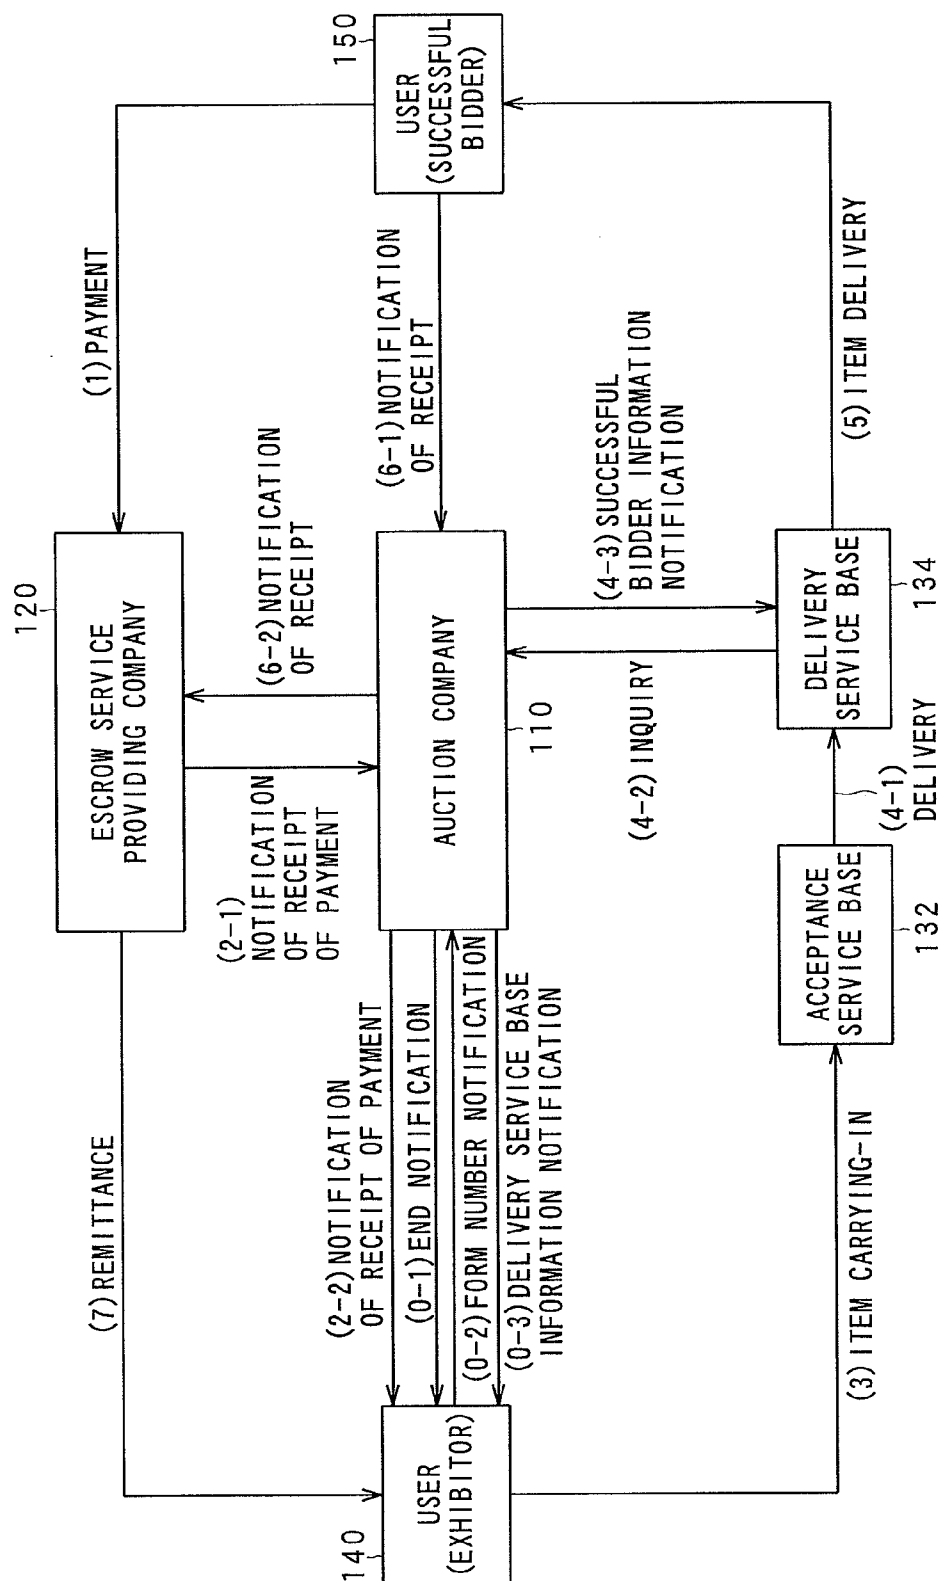 120
ESCROW SERVICE
PROVIDING COMPANY
(7)REMITTANCE
(1)PAYMENT
150
USER
(SUCCESSFUL
BIDDER)
(2-1)
NOTIFICATION
OF RECEIPT
OF PAYMENT
(6-2)NOTIFICATION
OF RECEIPT
(6-1)NOTIFICATION
OF RECEIPT
140
USER
(EXHIBITOR)
(2-2)NOTIFICATION
OF RECEIPT OF PAYMENT
(0-1)END NOTIFICATION
(0-2)FORM NUMBER NOTIFICATION
(0-3)DELIVERY SERVICE BASE
INFORMATION NOTIFICATION
AUCTION COMPANY
110
(4-2)INQUIRY
(4-3)SUCCESSFUL
BIDDER INFORMATION
NOTIFICATION
(3)ITEM CARRYING-IN
ACCEPTANCE
SERVICE BASE
132
(4-1)
DELIVERY
DELIVERY
SERVICE BASE
134
(5)ITEM DELIVERY